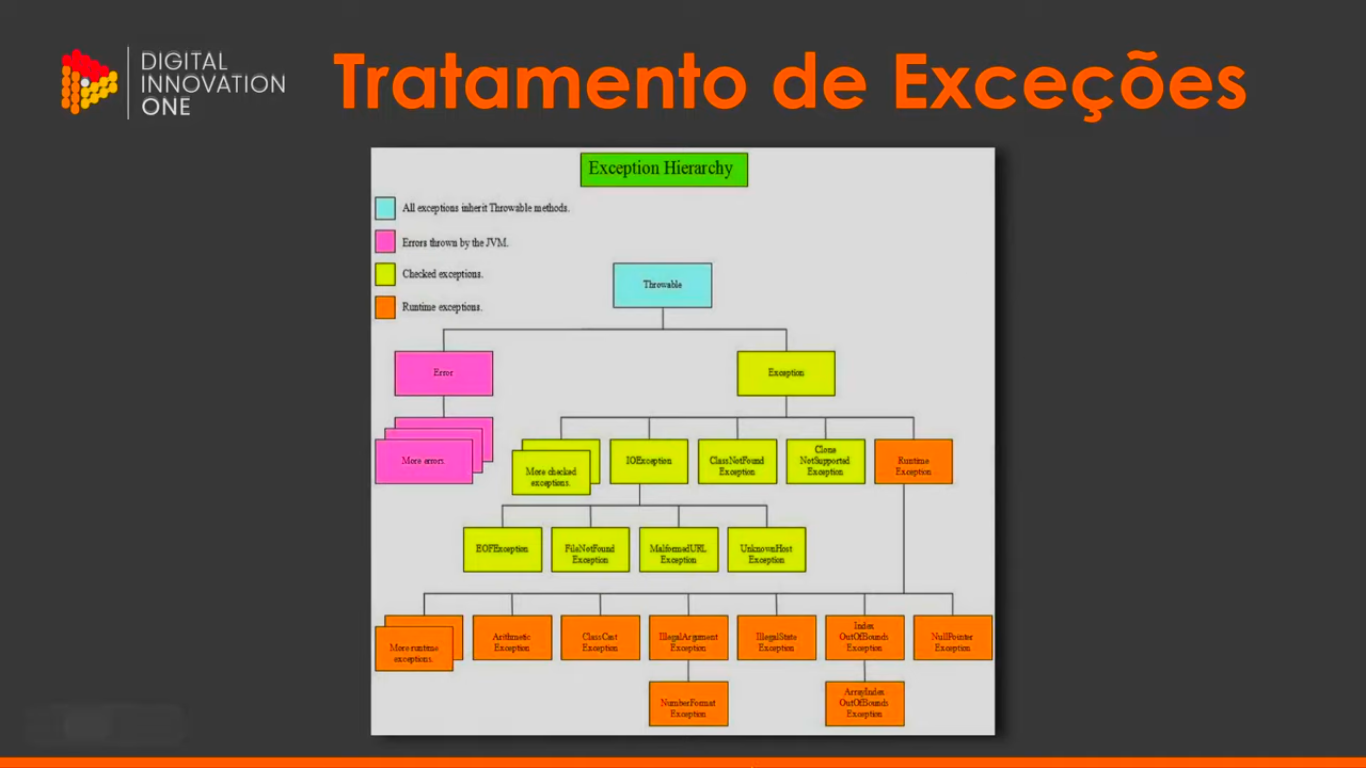 DIGITAL
INNOVATION
ONE
Tratamento de Exceções
Exception Hierarchy
All exceptions inherit Throwable methods.
Errors thrown by the JVM.
Checked exceptions.
Runtime exceptions.
Throwable
Error
Exception
More errors.
More checked
exceptions.
IOException
ClassNotFound
Exception
Clone
NotSupported
Exception
Runtime
Exception
EOFException
FileNotFound
Exception
MalformedURL
Exception
UnknownHost
Exception
More runtime
exceptions.
Arithmetic
Exception
ClassCast
Exception
IllegalArgument
Exception
IllegalState
Exception
Index
OutOfBounds
Exception
NullPointer
Exception
NumberFormat
Exception
ArrayIndex
OutOfBounds
Exception